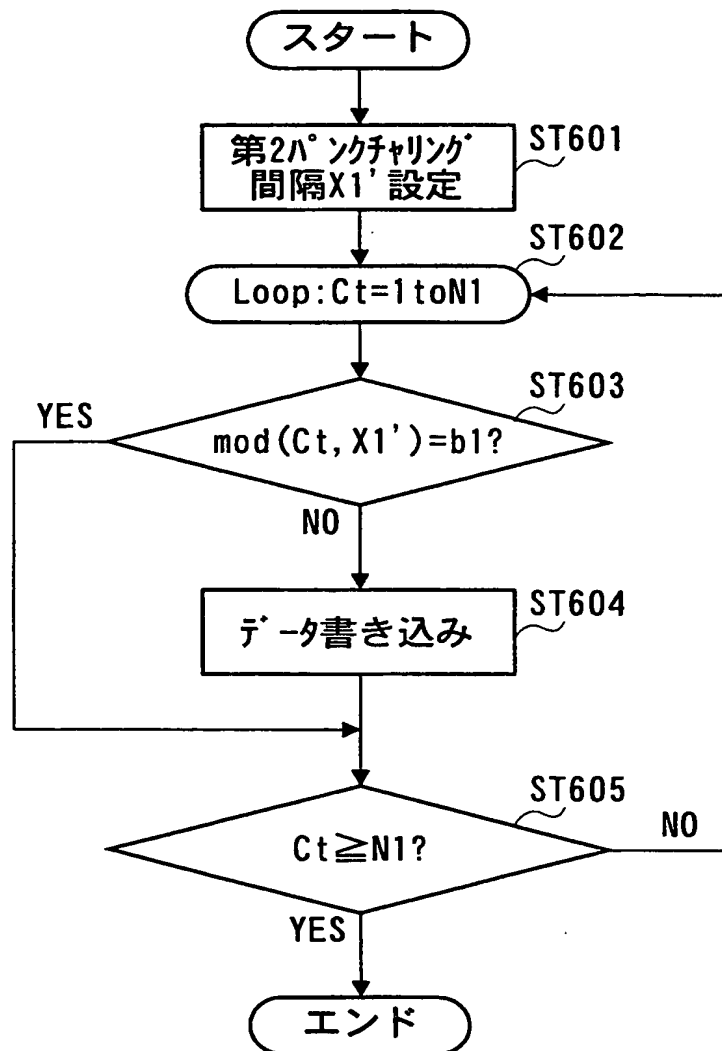 スタート
ST601
第2パンクチャリング
間隔X1'設定
ST602
Loop:Ct=1toN1
ST603
YES
mod(Ct,X1')=b1?
NO
ST604
データ書き込み
ST605
Ct≧N1?
NO
YES
エンド